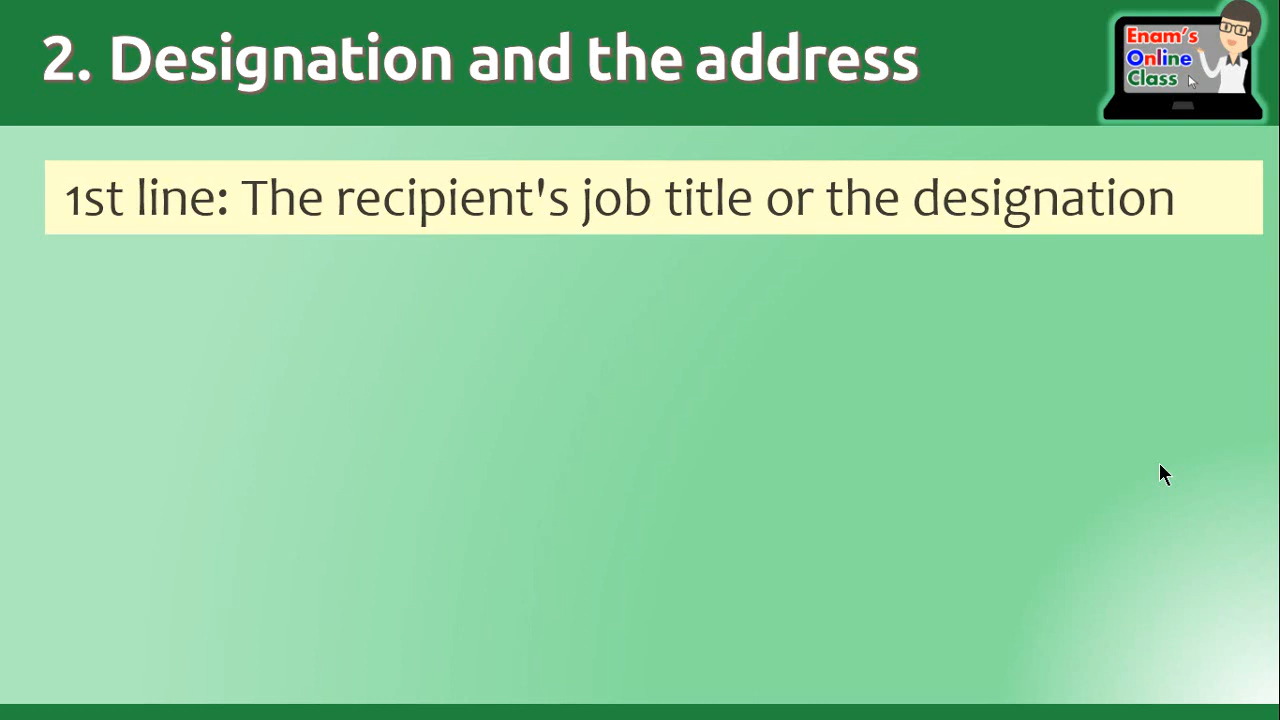 2. Designation and the address
Enam's
Online
Class
1st line: The recipient's job title or the designation